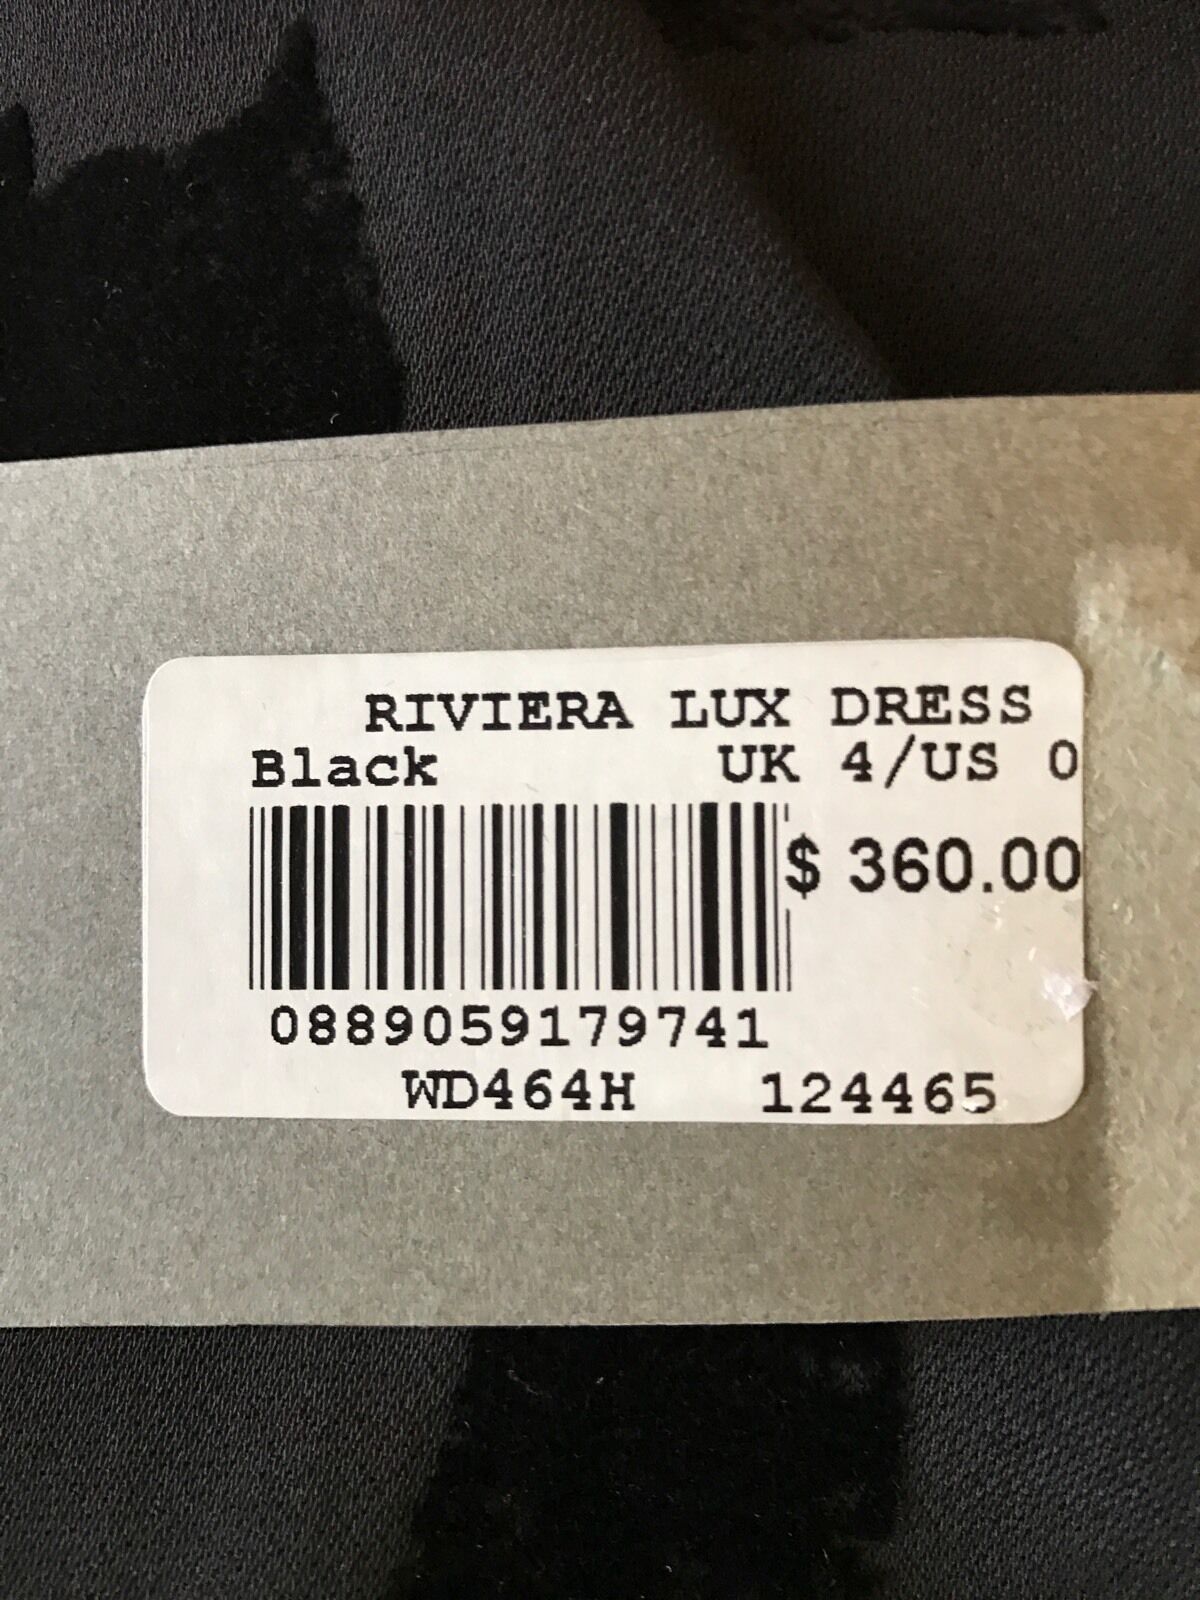 RIVIERA LUX DRESS
Black UK 4/US 0
$ 360.00
0889059179741
WD464H 124465